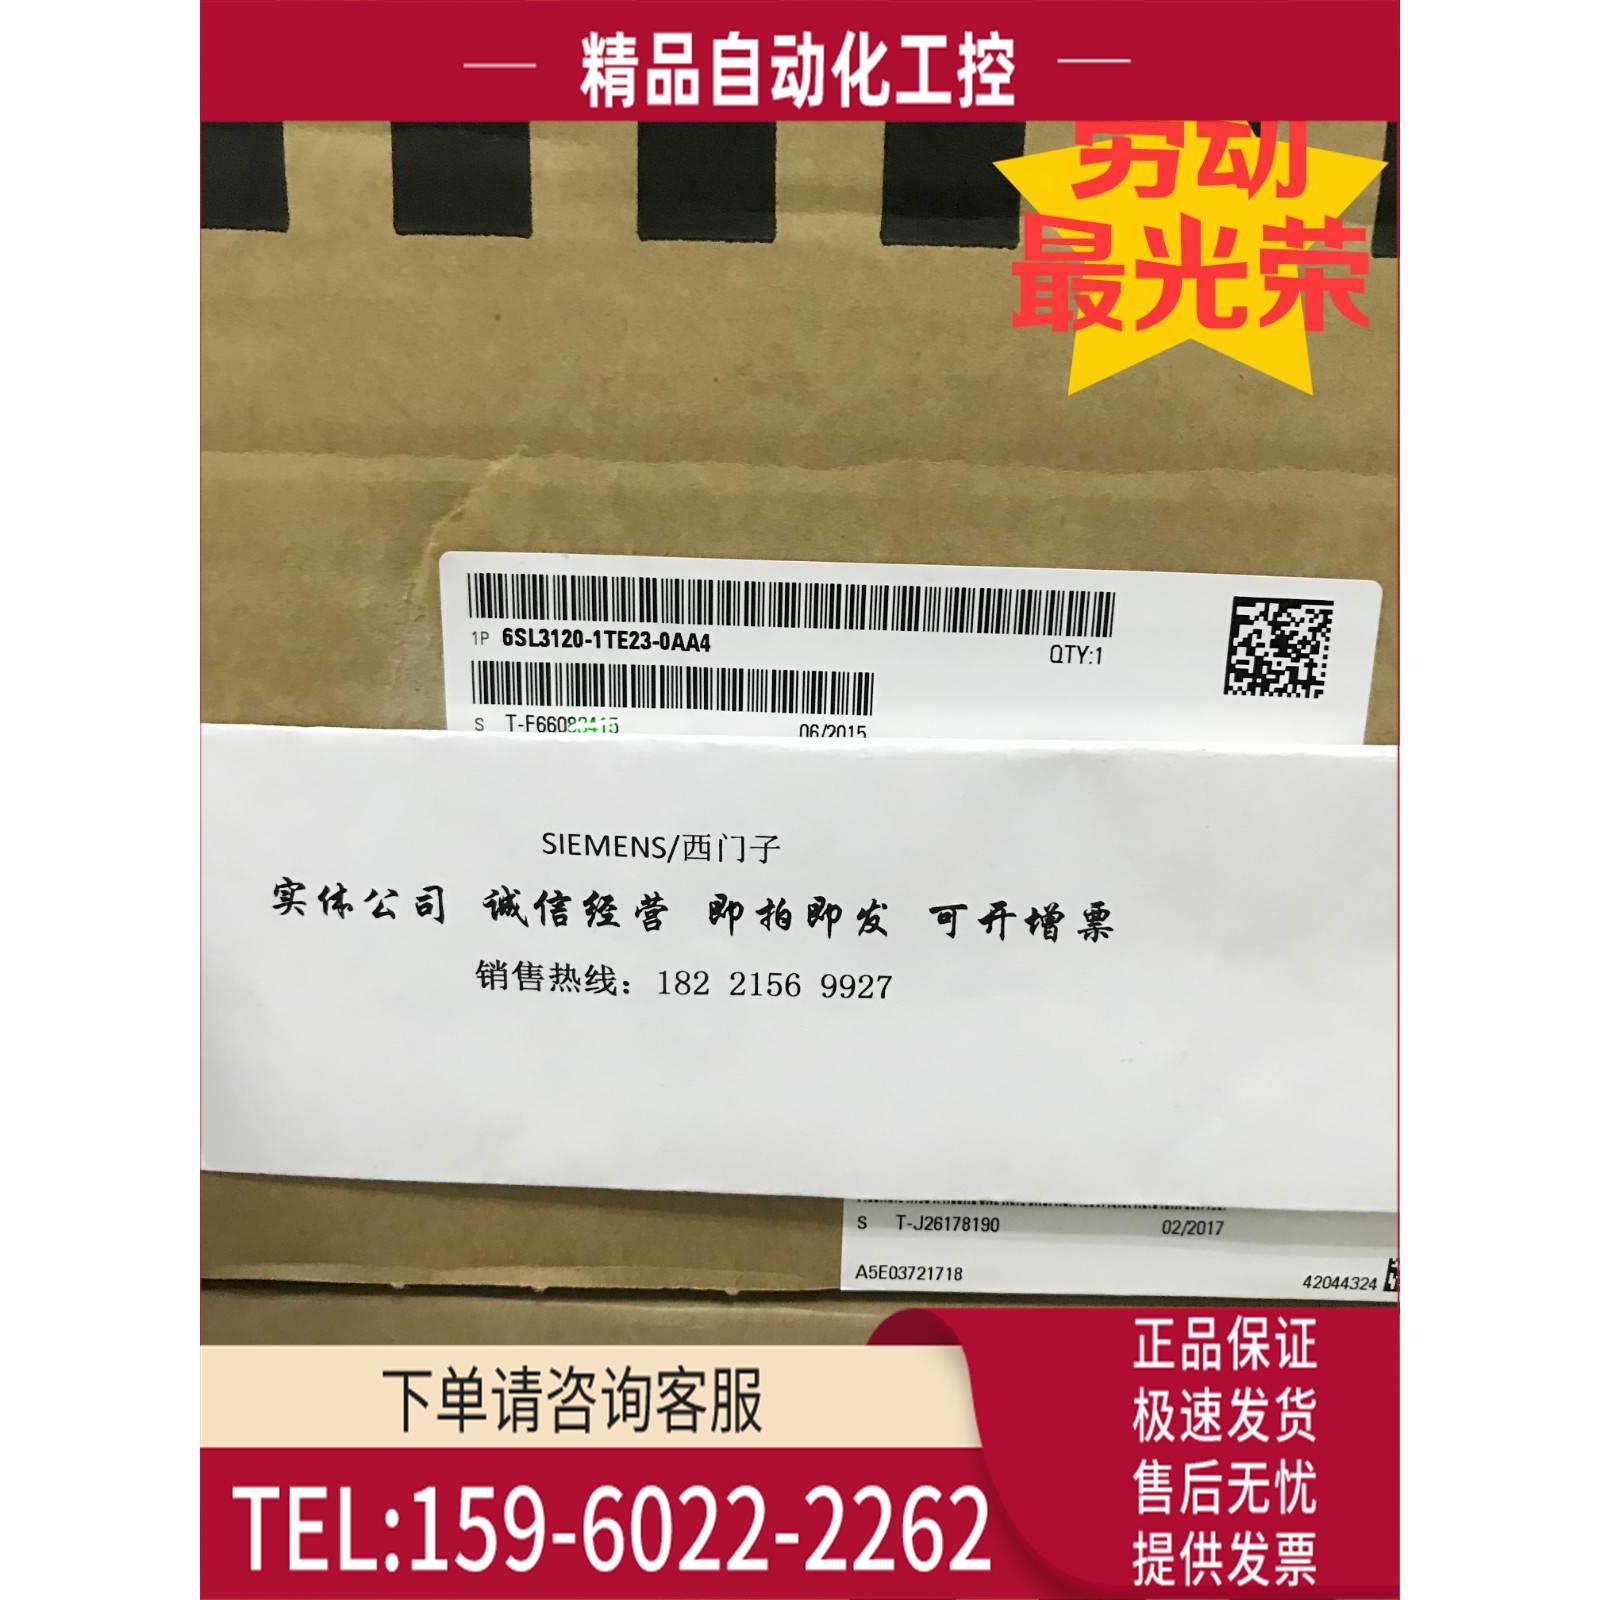 精品自动化工控
劳动
最光荣
1P 6SL3120-1TE23-0AA4
QTY:1
S T-F66083415 06/2015
SIEMENS/西门子
实体公司 诚信经营 即拍即发 可开增票
销售热线：182 2156 9927
S T-J26178190 02/2017
A5E03721718 42044324
下单请咨询客服
TEL:159-6022-2262
正品保证
极速发货
售后无忧
提供发票